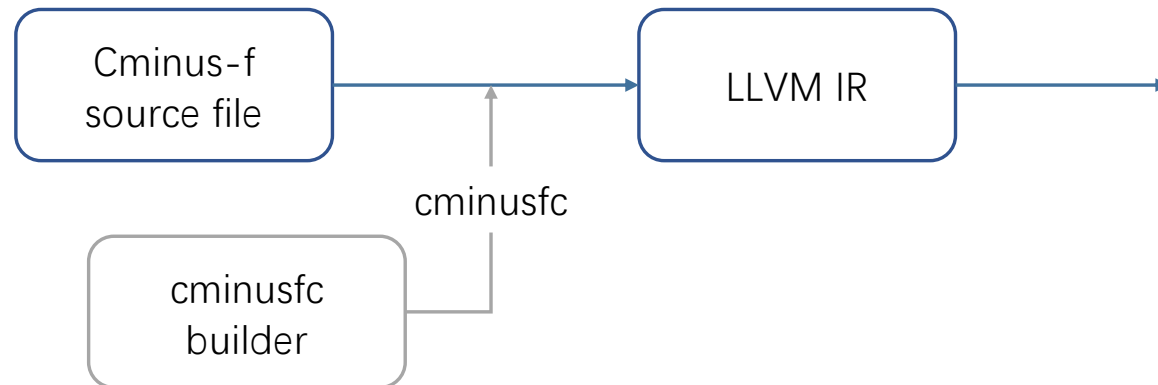 Cminus-f
source file
LLVM IR
cminusfc
cminusfc
builder